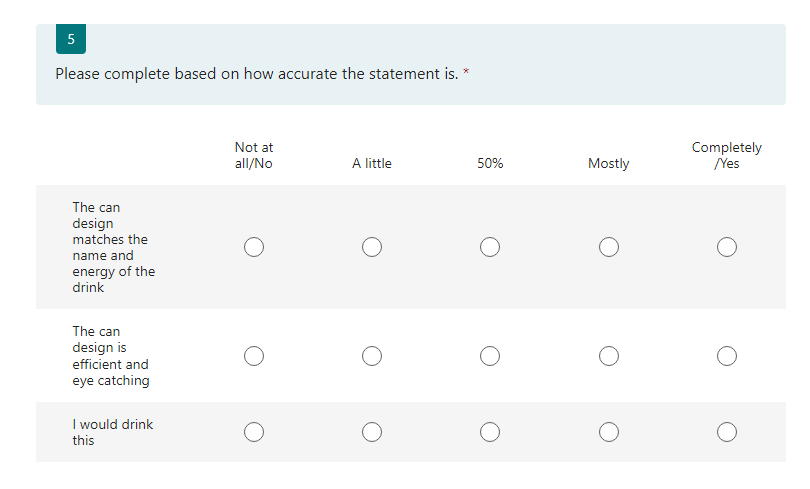 5
Please complete based on how accurate the statement is. *
Not at
all/No
A little
50%
Mostly
Completely
/Yes
The can
design
matches the
name and
energy of the
drink
The can
design is
efficient and
eye catching
I would drink
this